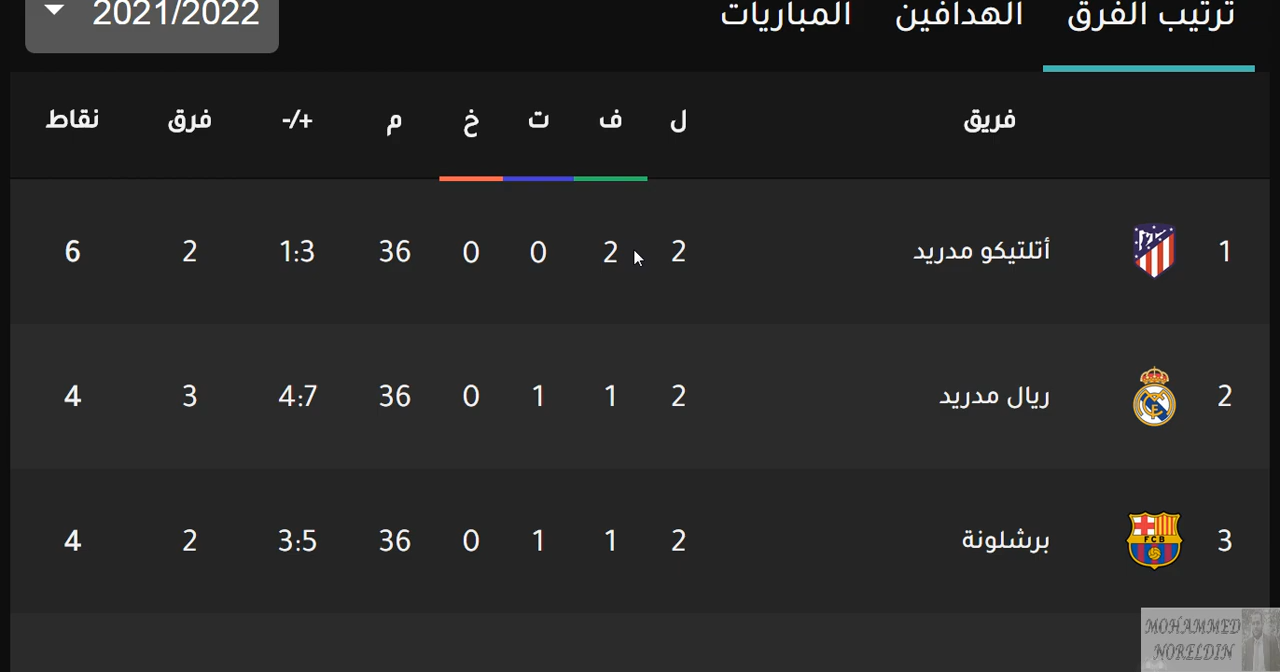 ترتيب الفرق الهدافين المباريات 2021/2022
فريق ل ف ت خ م +/- فرق نقاط
1 أتلتيكو مدريد 2 2 0 0 36 1:3 2 6
2 ريال مدريد 2 1 1 0 36 4:7 3 4
3 برشلونة 2 1 1 0 36 3:5 2 4
FCB
MOHAMMED
NORELDIN